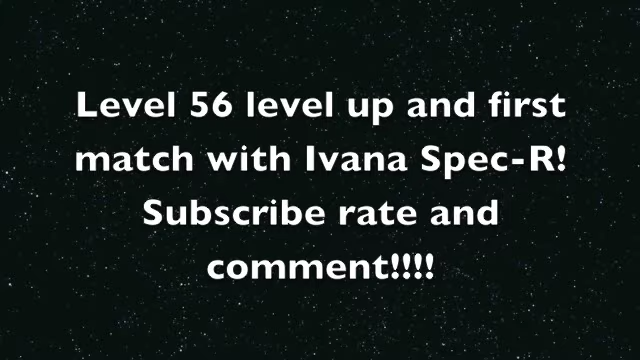 Level 56 level up and first
match with Ivana Spec-R!
Subscribe rate and
comment!!!!